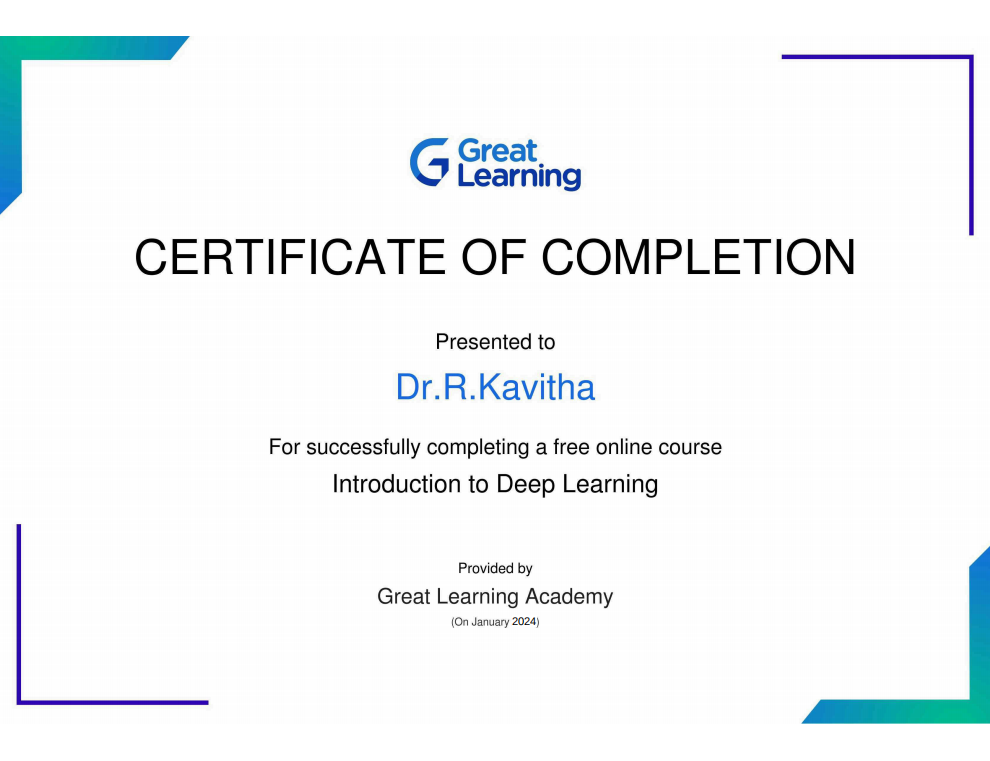 Great
Learning
CERTIFICATE OF COMPLETION
Presented to
Dr.R.Kavitha
For successfully completing a free online course
Introduction to Deep Learning
Provided by
Great Learning Academy
(On January 2024)